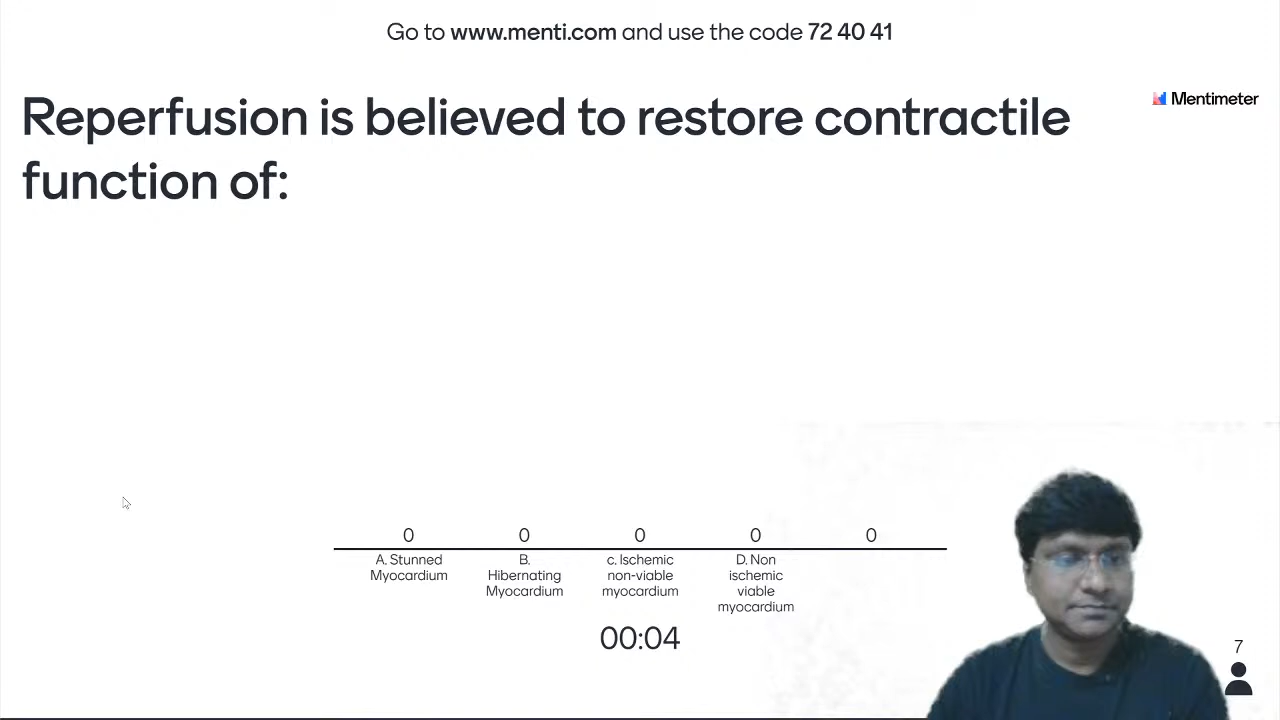 Go to www.menti.com and use the code 72 40 41
Mentimeter
Reperfusion is believed to restore contractile
function of:
0 0 0 0 0
A. Stunned
Myocardium
B.
Hibernating
Myocardium
c. Ischemic
non-viable
myocardium
D. Non
ischemic
viable
myocardium
00:04
7